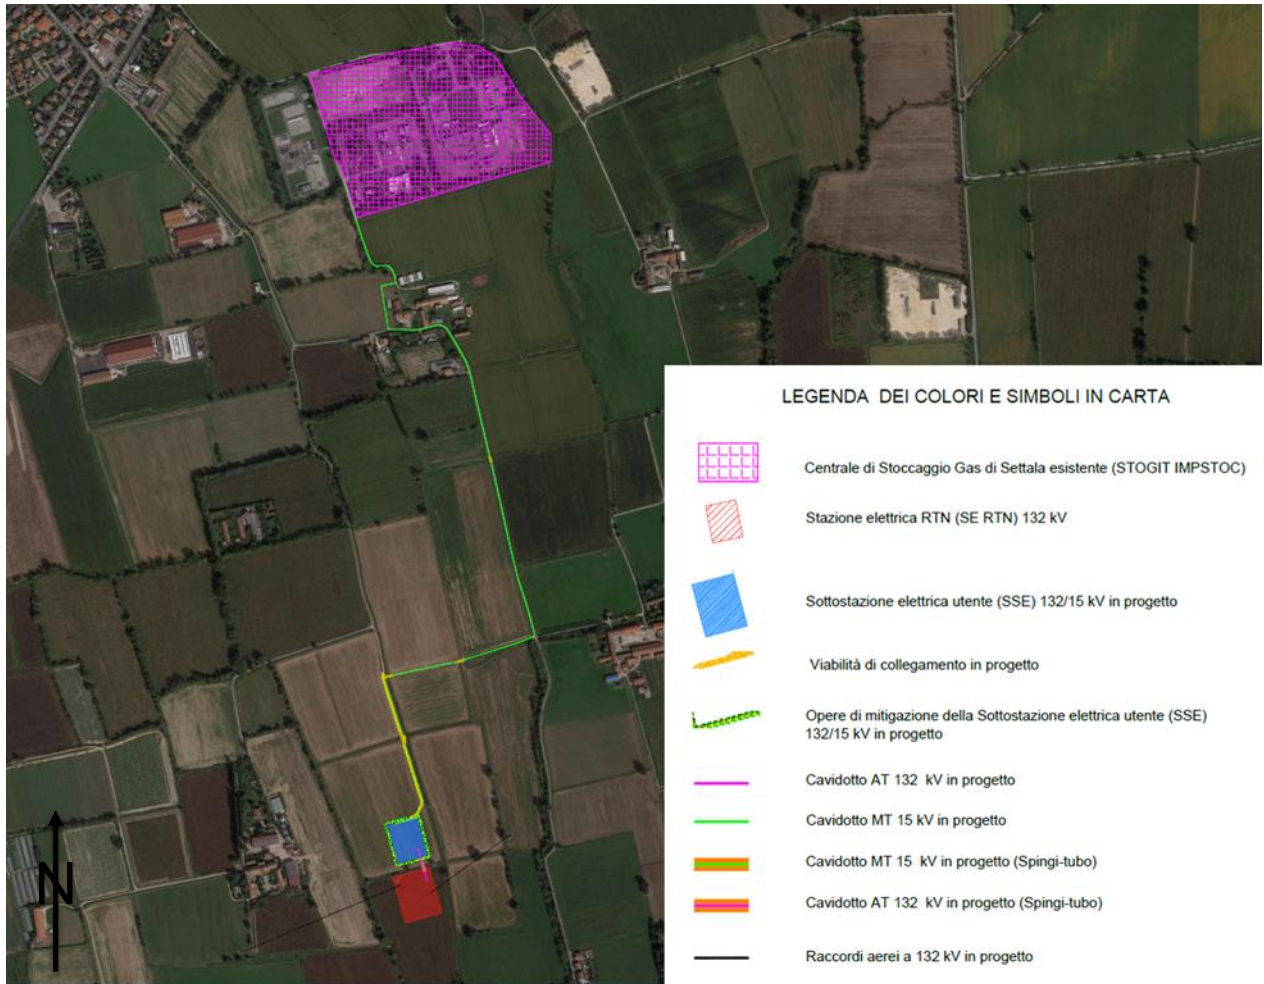 LEGENDA DEI COLORI E SIMBOLI IN CARTA
Centrale di Stoccaggio Gas di Settala esistente (STOGIT IMPSTOC)
Stazione elettrica RTN (SE RTN) 132 kV
Sottostazione elettrica utente (SSE) 132/15 kV in progetto
Viabilità di collegamento in progetto
Opere di mitigazione della Sottostazione elettrica utente (SSE)
132/15 kV in progetto
Cavidotto AT 132 kV in progetto
Cavidotto MT 15 kV in progetto
Cavidotto MT 15 kV in progetto (Spingi-tubo)
Cavidotto AT 132 kV in progetto (Spingi-tubo)
Raccordi aerei a 132 kV in progetto
N